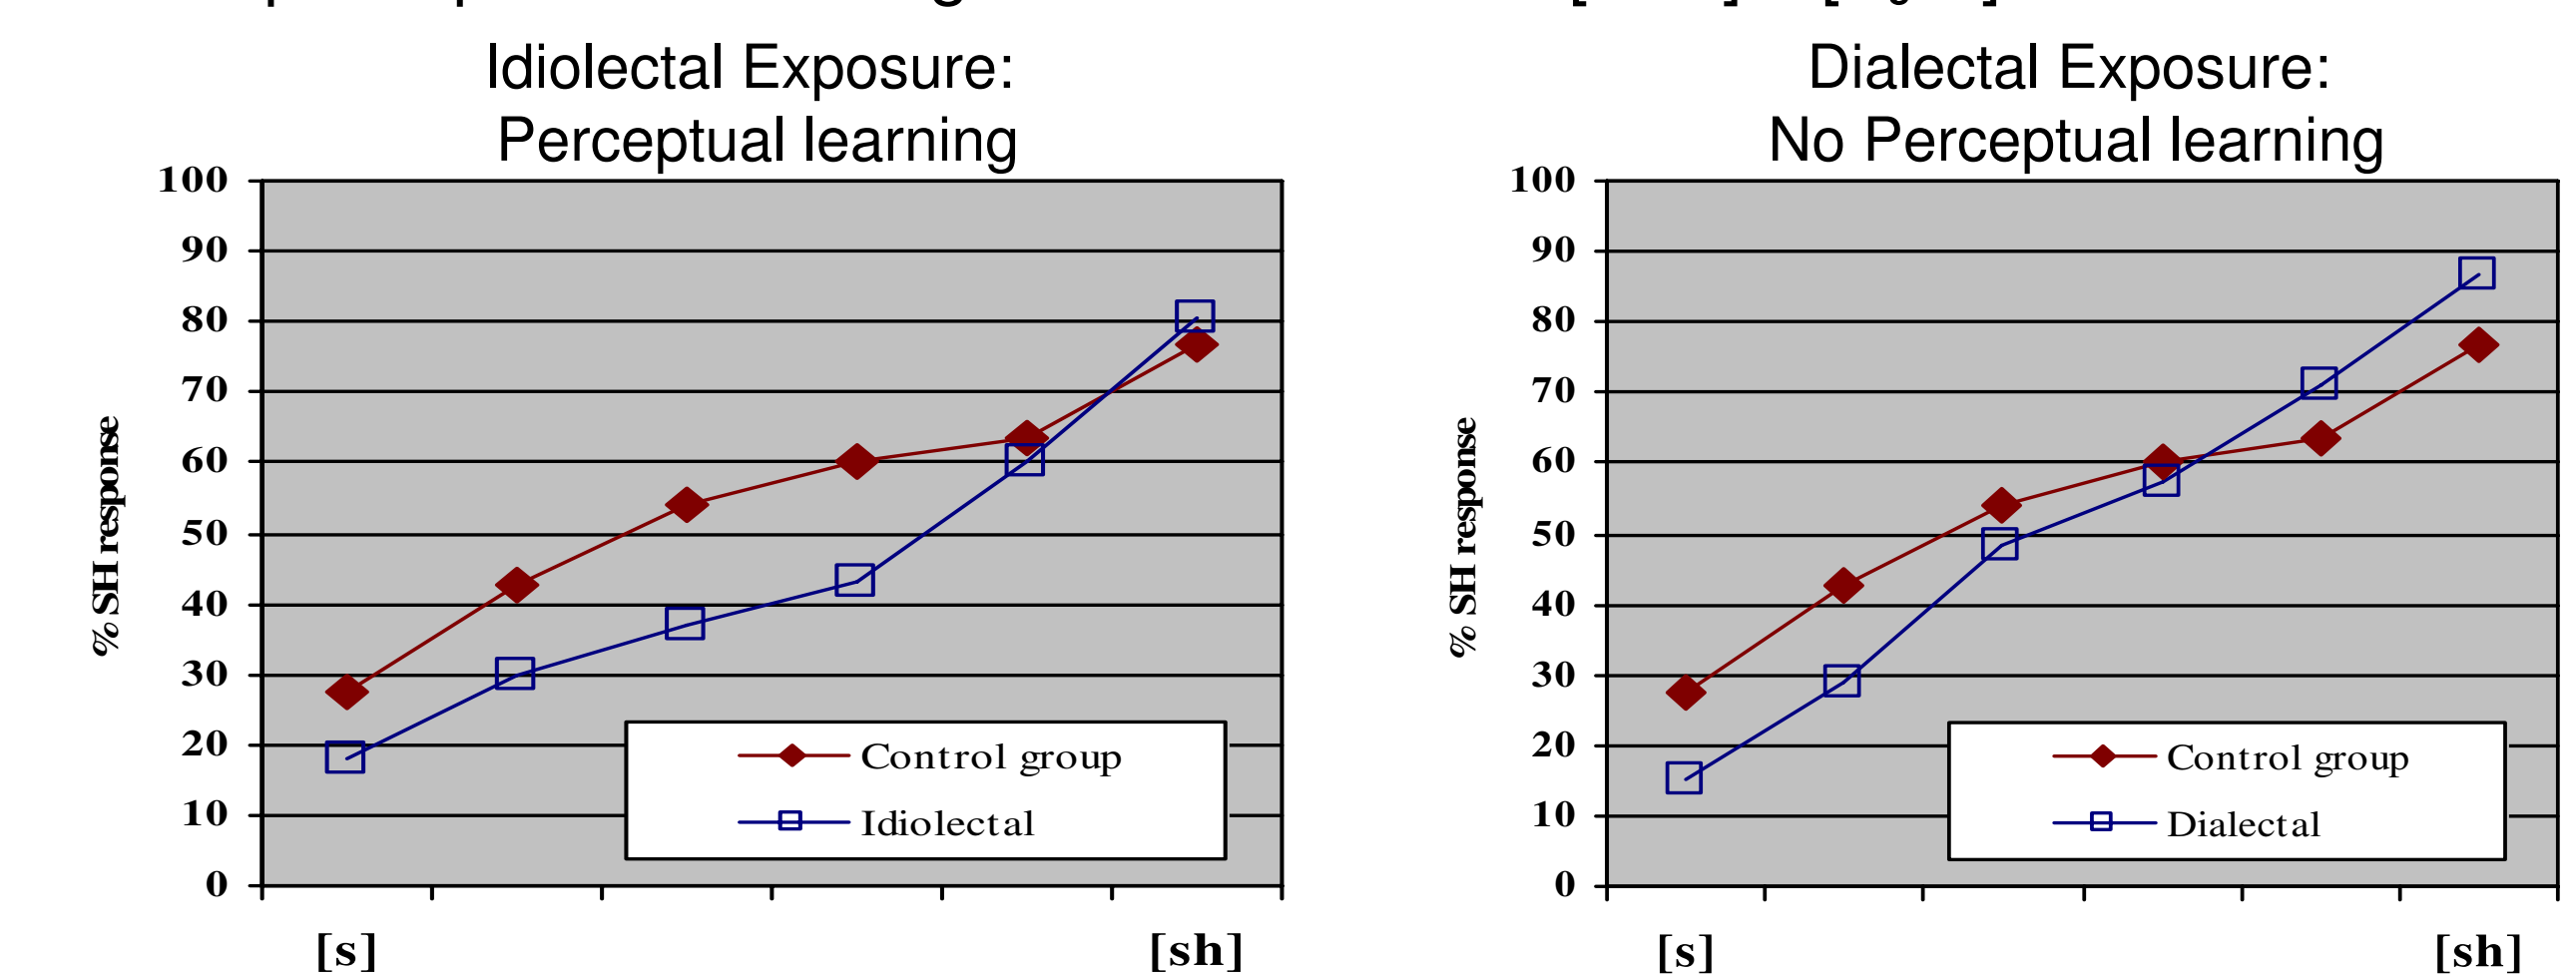 Idiolectal Exposure:
Perceptual learning
100
90
80
70
60
50
40
30
20
10
0
% SH response
Control group
Idiolectal
[s]
[sh]
Dialectal Exposure:
No Perceptual learning
100
90
80
70
60
50
40
30
20
10
0
% SH response
Control group
Dialectal
[s]
[sh]